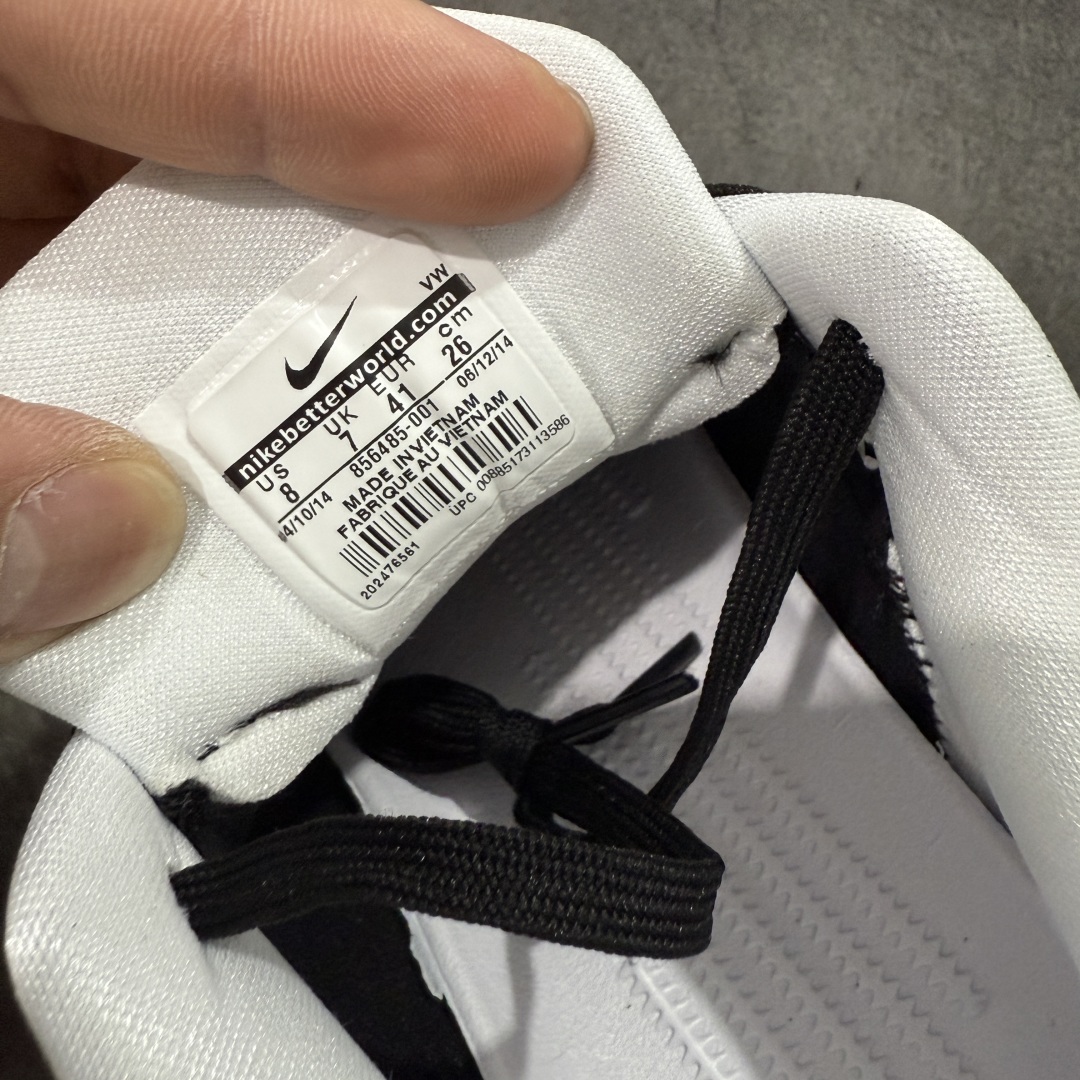 VW
nikebetterworld.com
US UK EUR cm
8 7 41 26
4/10/14 856485-001 06/12/14
MADE IN VIETNAM
FABRIQUE AU VIETNAM
202476561 UPC 00885173113586